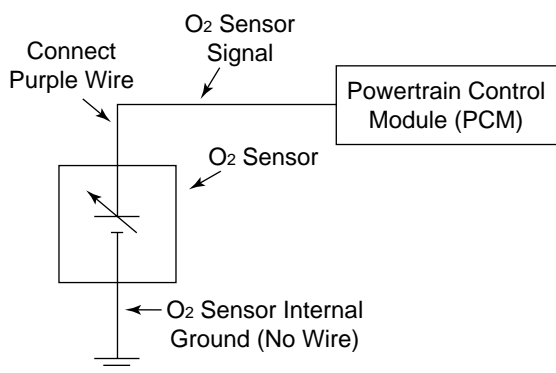 O2 Sensor
Signal
Connect
Purple Wire
Powertrain Control
Module (PCM)
O2 Sensor
O2 Sensor Internal
Ground (No Wire)